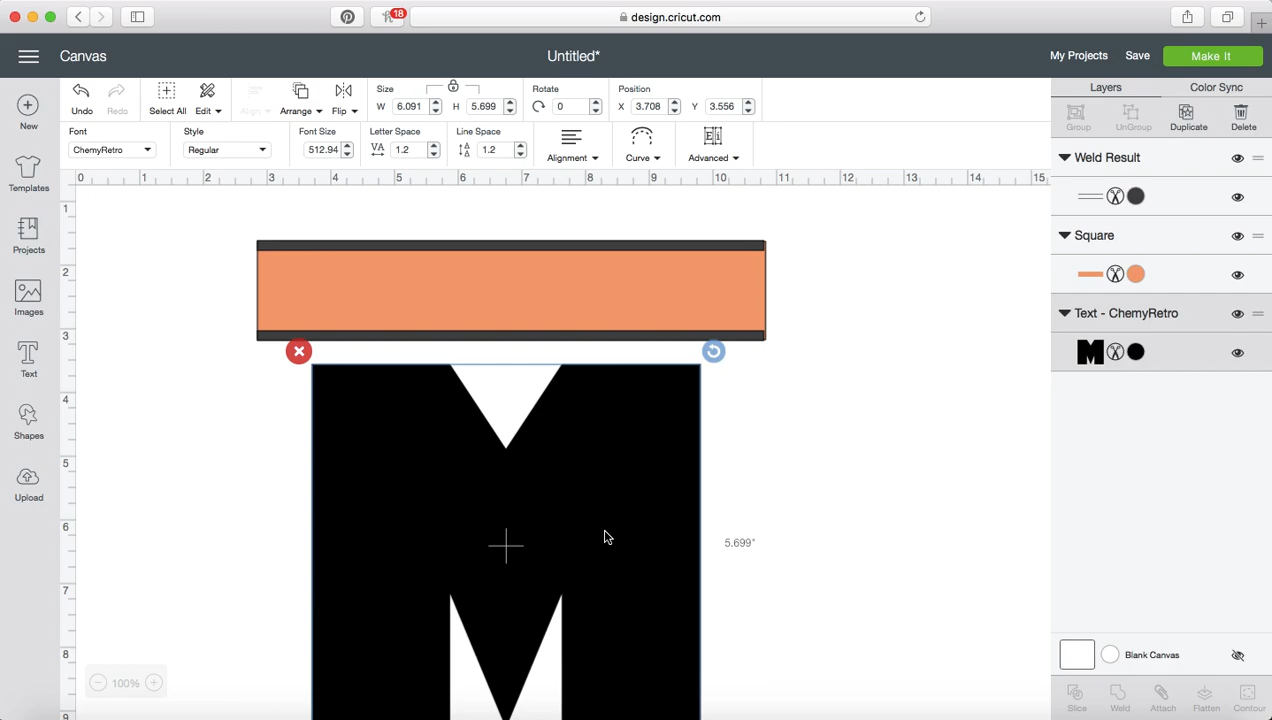 18
design.cricut.com
Canvas
Untitled*
My Projects
Save
Make It
Undo
Redo
Select All
Edit
Align
Arrange
Flip
Size
W 6.091
H 5.699
Rotate
0
Position
X 3.708
Y 3.556
Layers
Color Sync
Group
UnGroup
Duplicate
Delete
Font
ChemyRetro
Style
Regular
Font Size
512.94
Letter Space
VA 1.2
Line Space
1.2
Alignment
Curve
Advanced
New
Templates
Projects
Images
Text
Shapes
Upload
0 1 2 3 4 5 6 7 8 9 10 11 12 13 14 15
1
2
3
4
5
6
7
8
9
M
5.699"
100%
Weld Result
Square
Text - ChemyRetro
M
Blank Canvas
Slice
Weld
Attach
Flatten
Contour